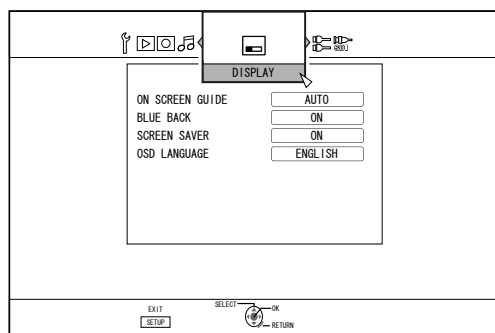 DISPLAY
ON SCREEN GUIDE AUTO
BLUE BACK ON
SCREEN SAVER ON
OSD LANGUAGE ENGLISH
EXIT
SETUP
SELECT
OK
RETURN